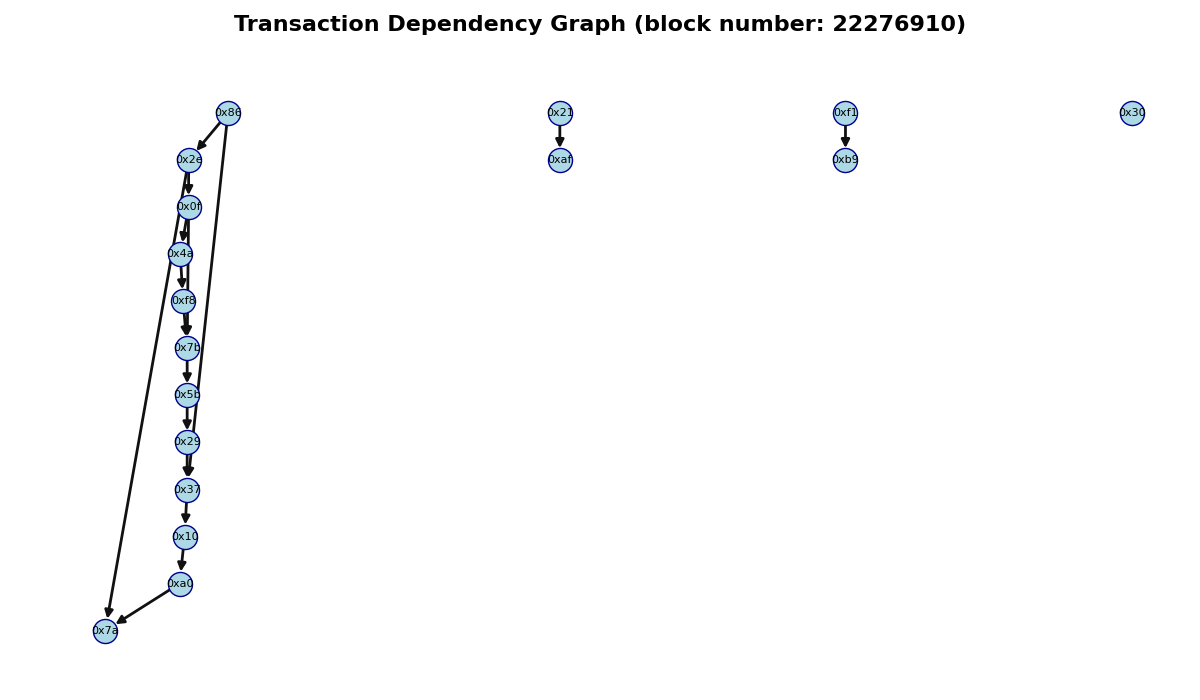 Transaction Dependency Graph (block number: 22276910)
0x86
0x21
0xf1
0x30
0x2e
0xaf
0xb9
0x0f
0x4a
0xf8
0x7b
0x5b
0x29
0x37
0x10
0xa0
0x7a